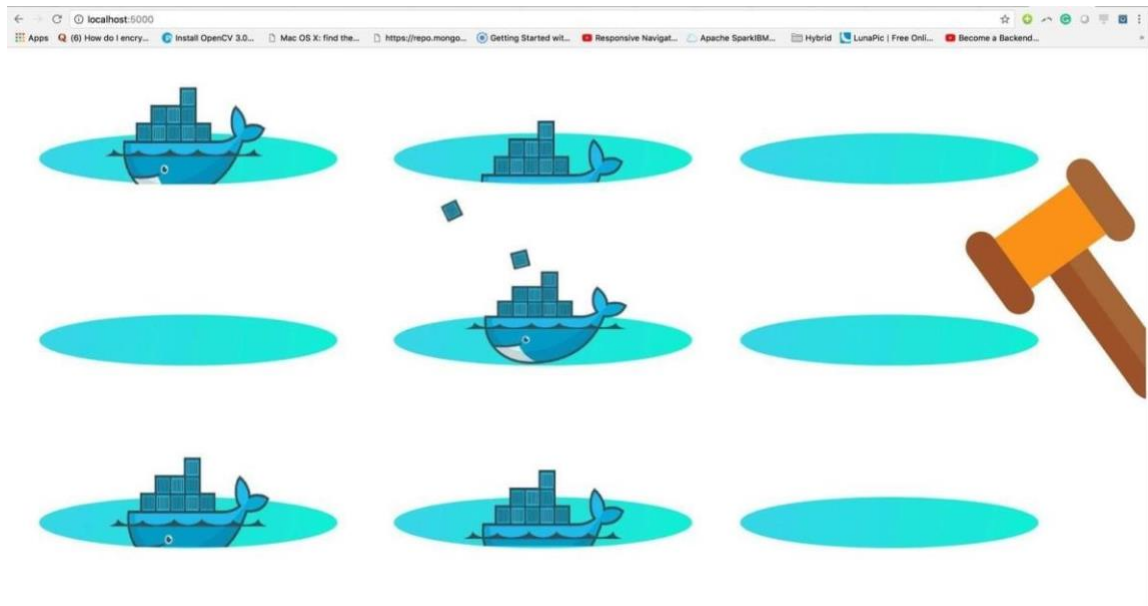 localhost:5000
Apps (6) How do I encry... Install OpenCV 3.0... Mac OS X: find the... https://repo.mongo... Getting Started wit... Responsive Navigat... Apache SparkIBM... Hybrid LunaPic | Free Onli... Become a Backend...